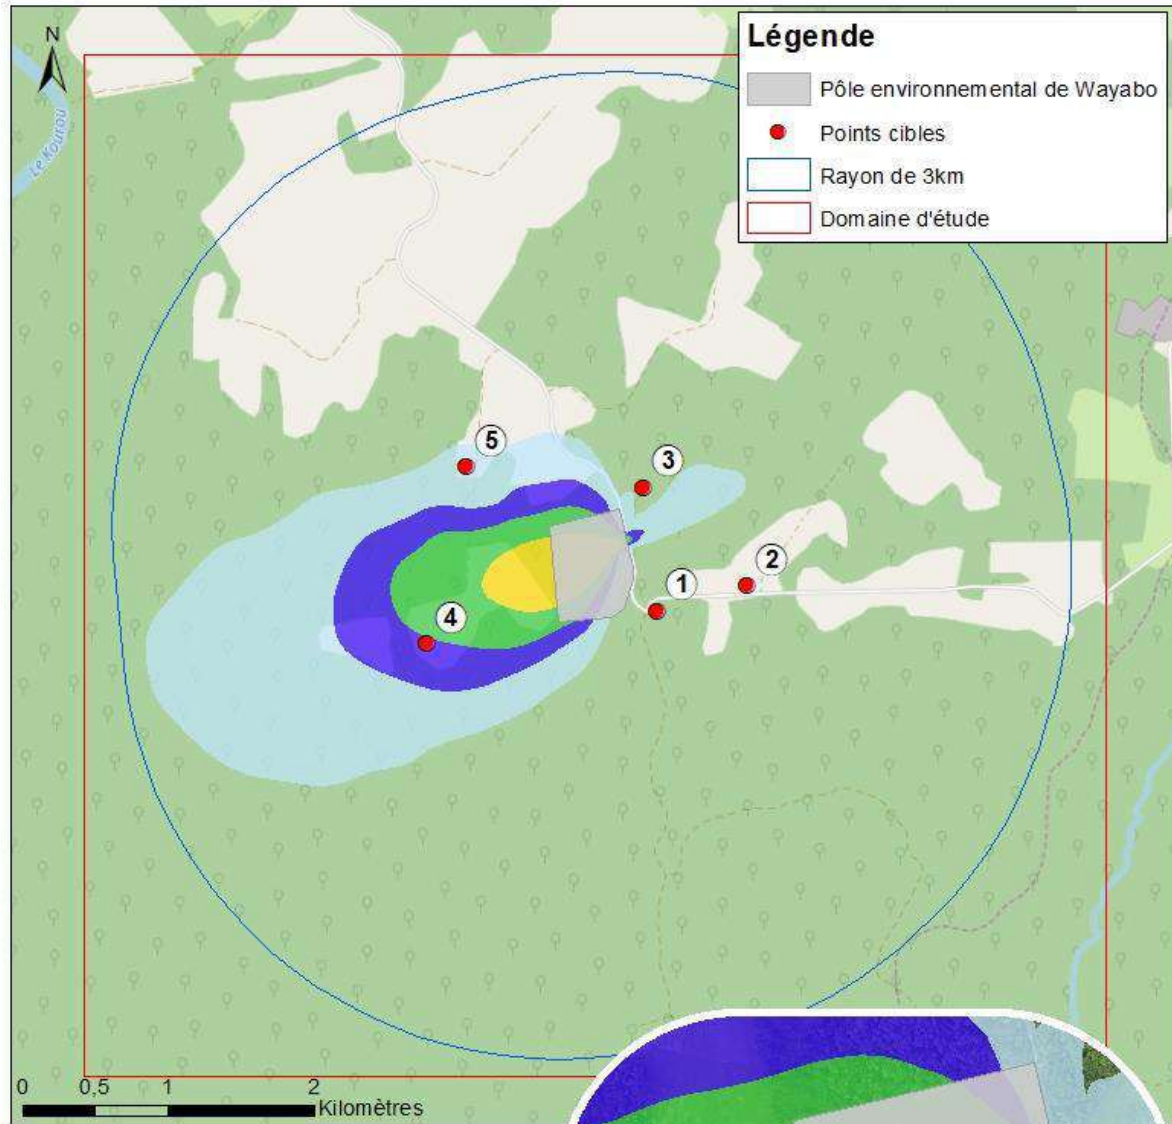 N
Le Kourou
Légende
Pôle environnemental de Wayabo
Points cibles
Rayon de 3km
Domaine d'étude
5
3
2
1
4
0 0,5 1 2
Kilomètres